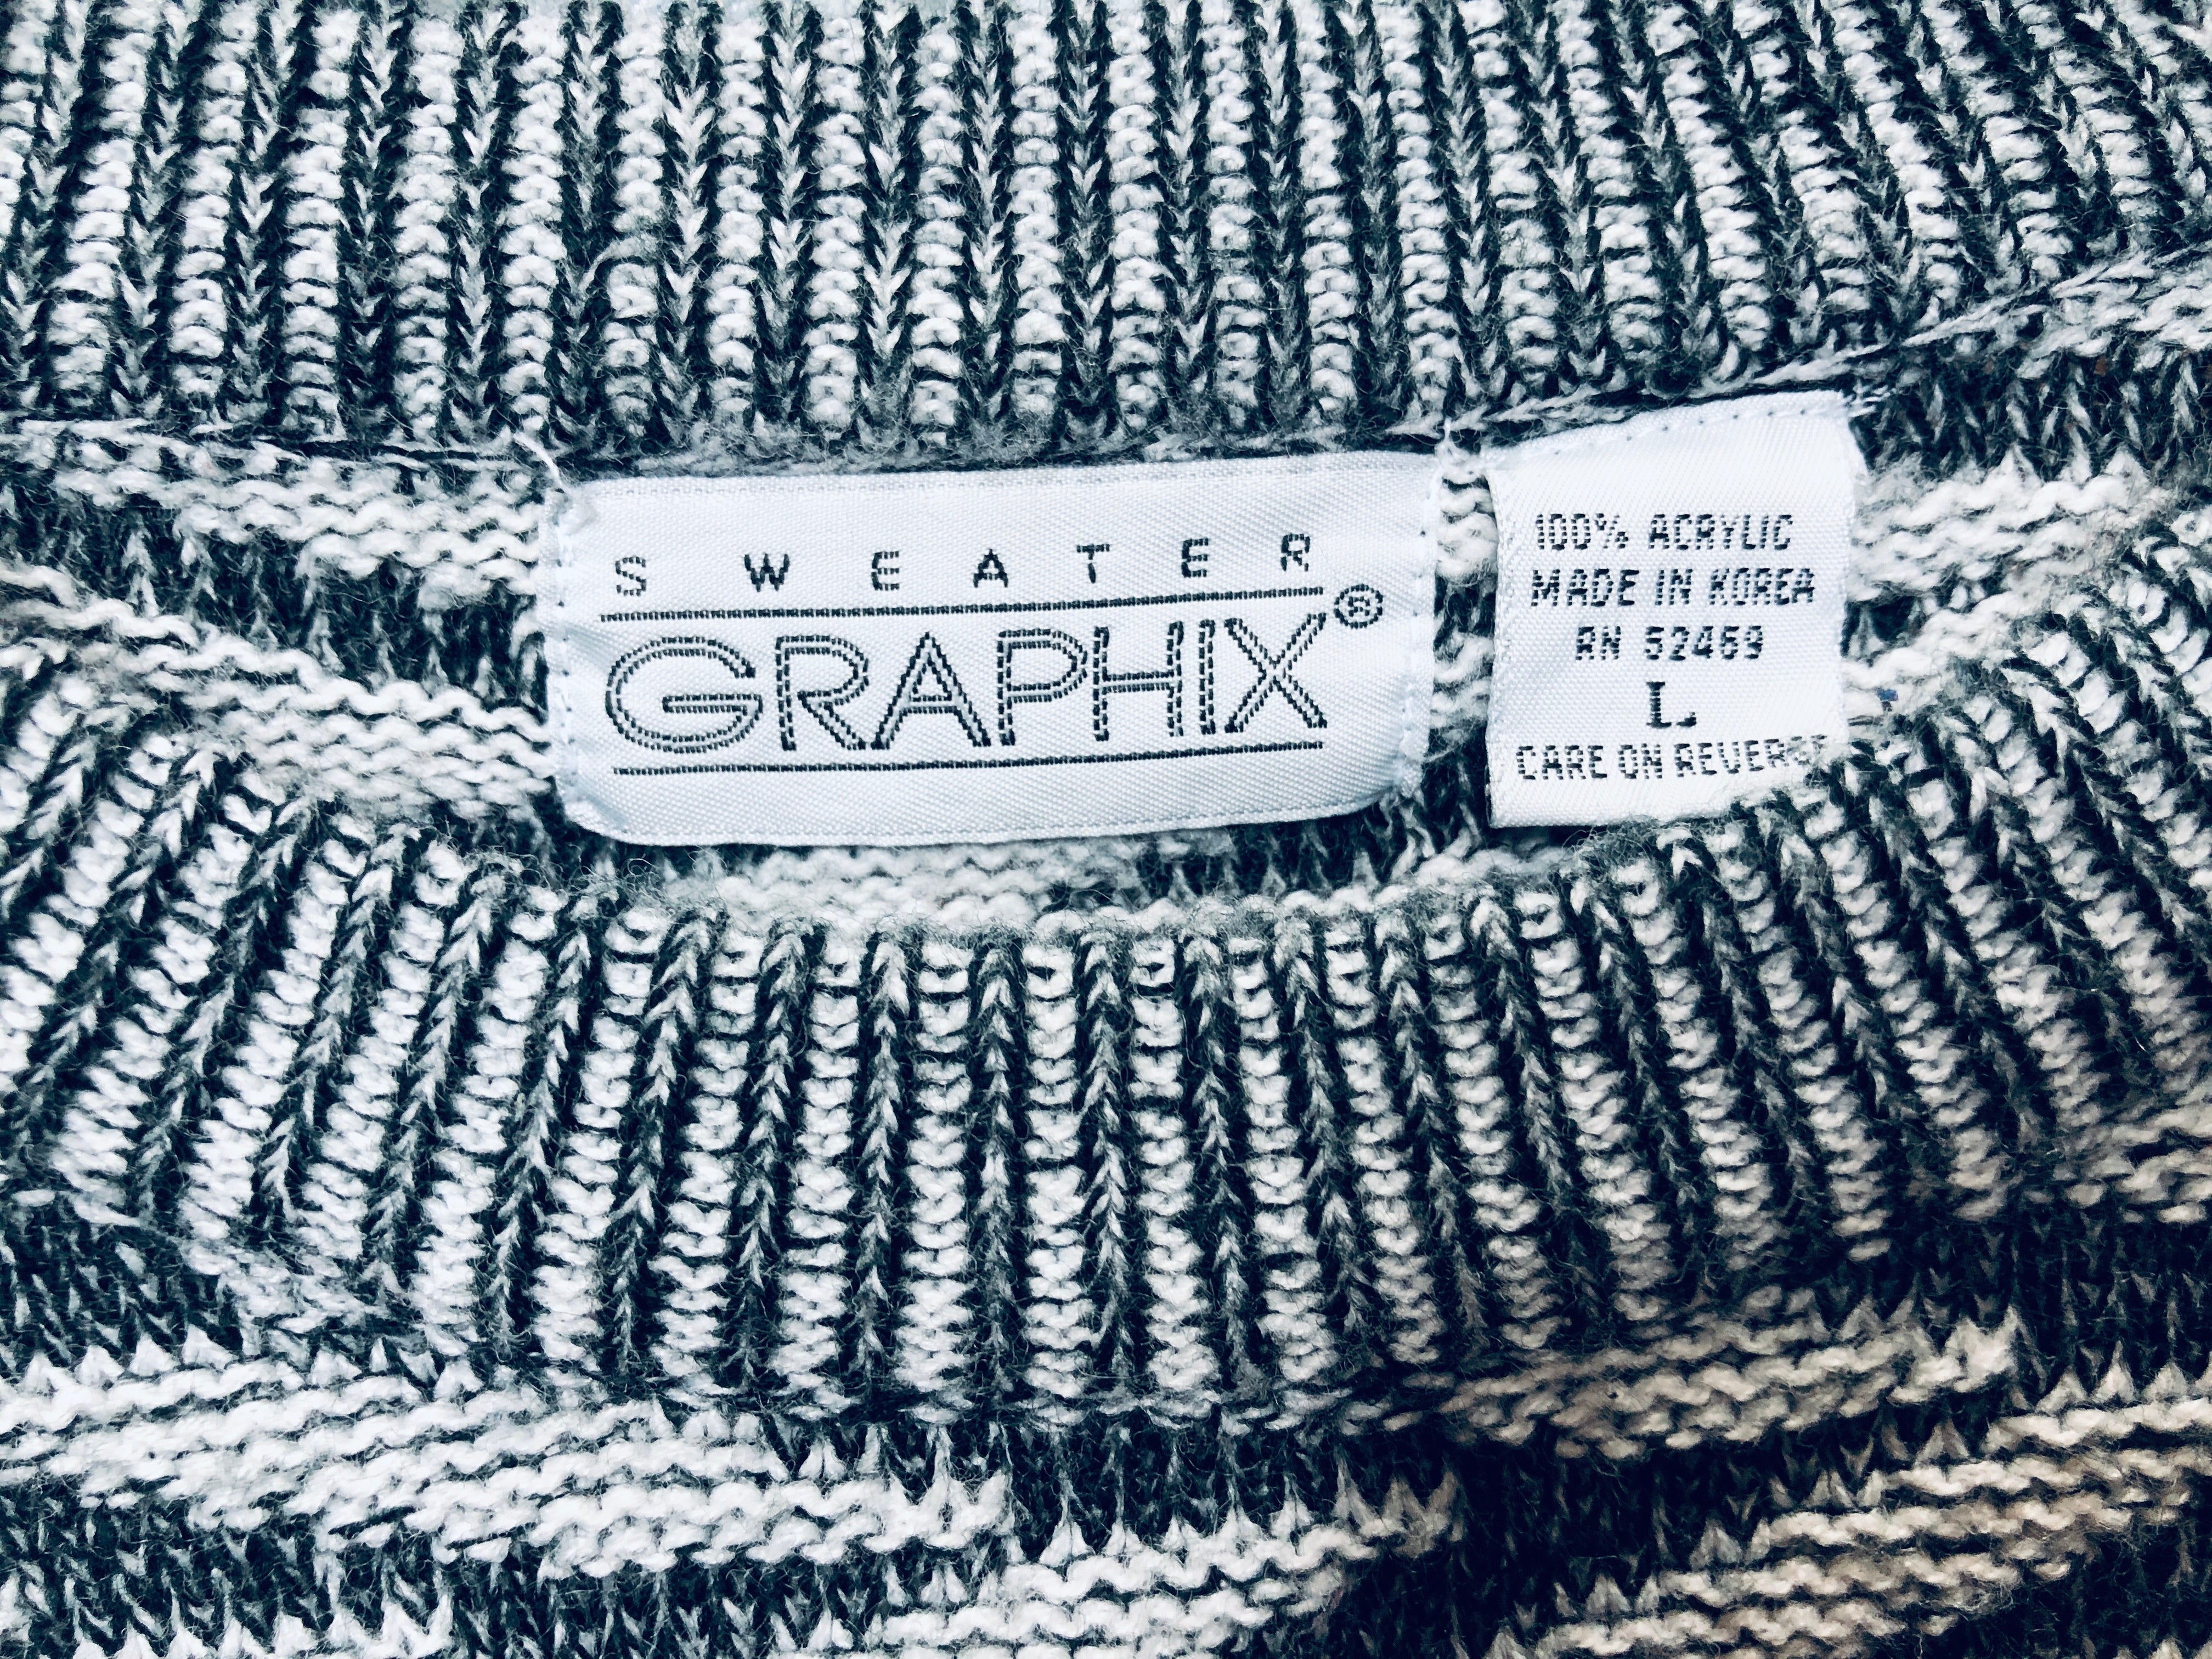 SWEATER
GRAPHIX®
100% ACRYLIC
MADE IN KOREA
RN 52469
L
CARE ON REVERSE